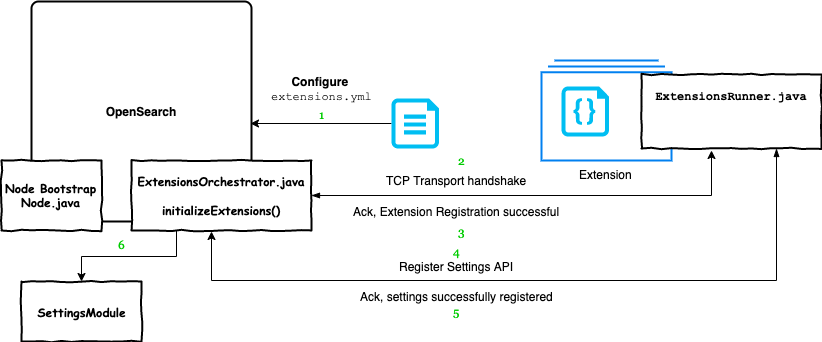 Configure
extensions.yml
1
OpenSearch
{}
ExtensionsRunner.java
2
Extension
TCP Transport handshake
Node Bootstrap
Node.java
ExtensionsOrchestrator.java
initializeExtensions()
Ack, Extension Registration successful
3
4
6
Register Settings API
Ack, settings successfully registered
5
SettingsModule